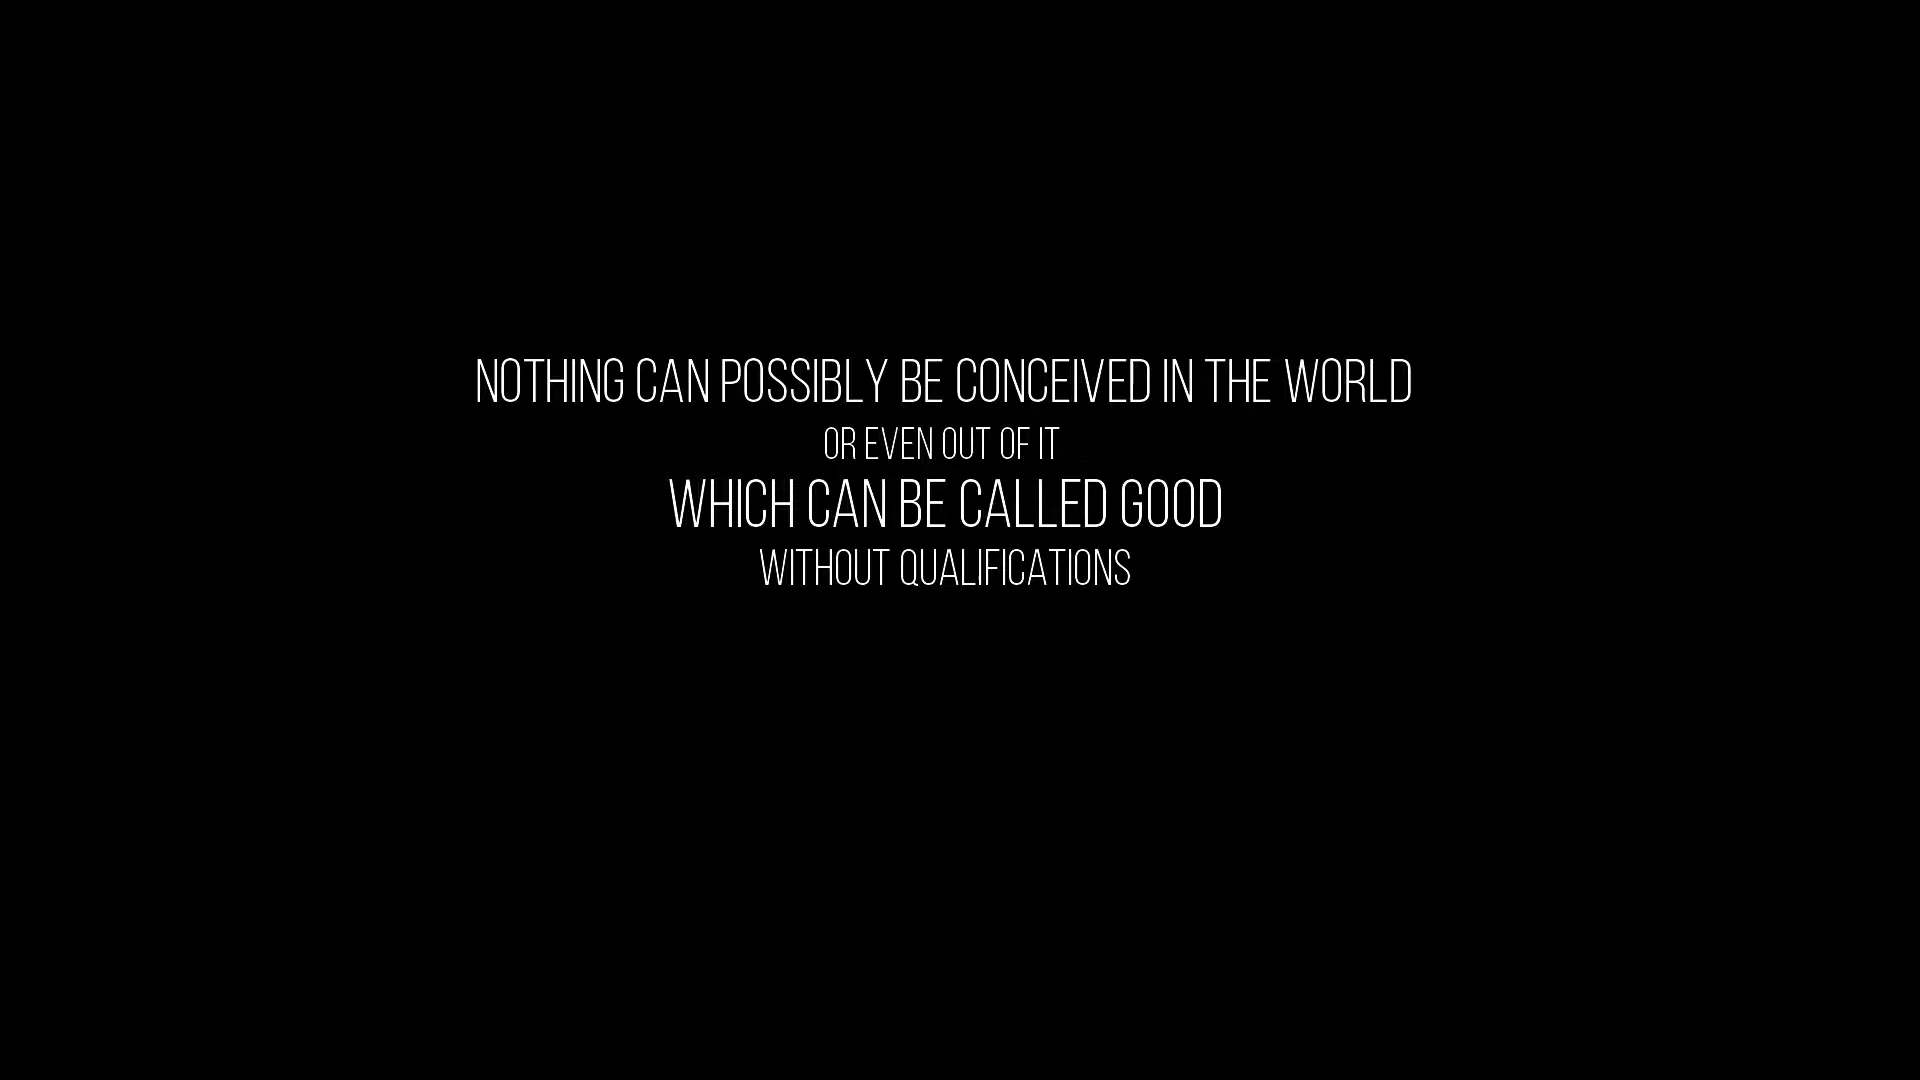 NOTHING CAN POSSIBLY BE CONCEIVED IN THE WORLD
OR EVEN OUT OF IT
WHICH CAN BE CALLED GOOD
WITHOUT QUALIFICATIONS